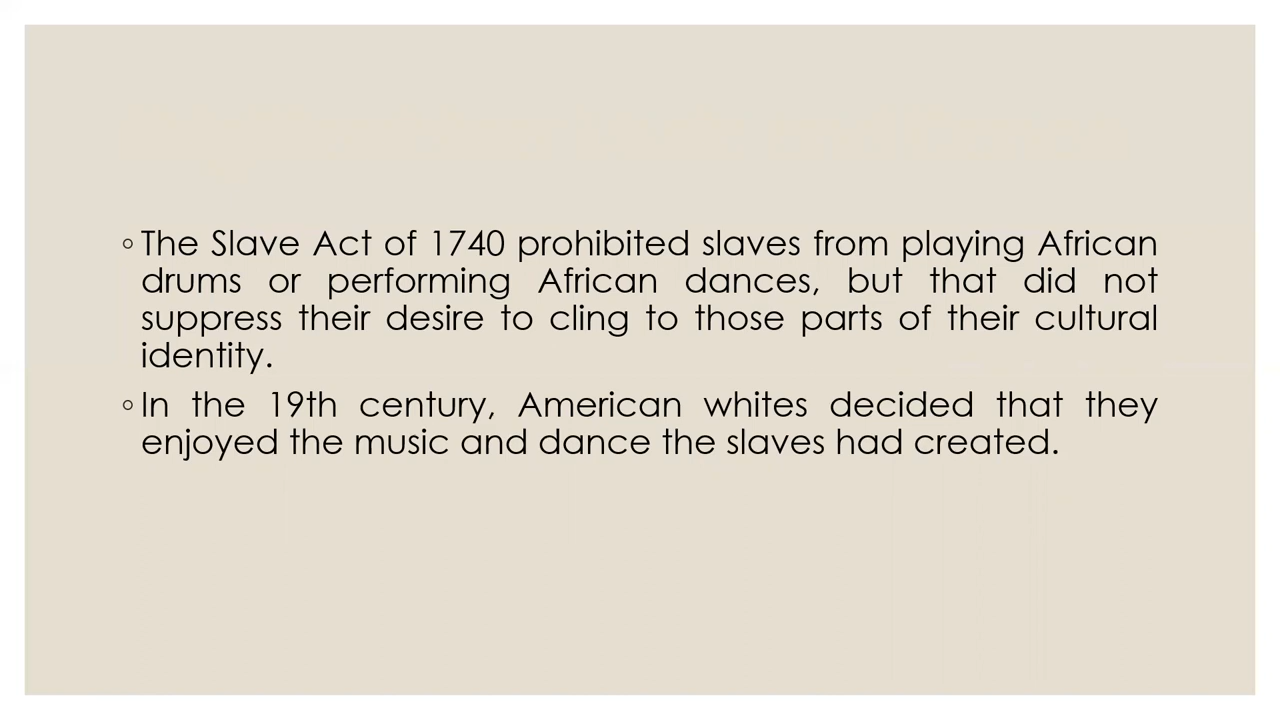 ◦ The Slave Act of 1740 prohibited slaves from playing African
drums or performing African dances, but that did not
suppress their desire to cling to those parts of their cultural
identity.
◦ In the 19th century, American whites decided that they
enjoyed the music and dance the slaves had created.